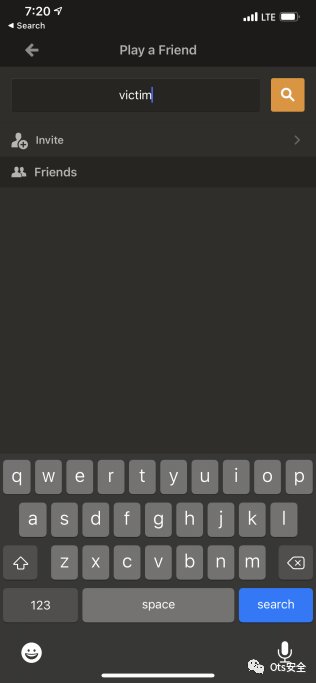 7:20
LTE
◀ Search
Play a Friend
victim
Invite
Friends
q w e r t y u i o p
a s d f g h j k l
z x c v b n m
123 space search
Ots安全